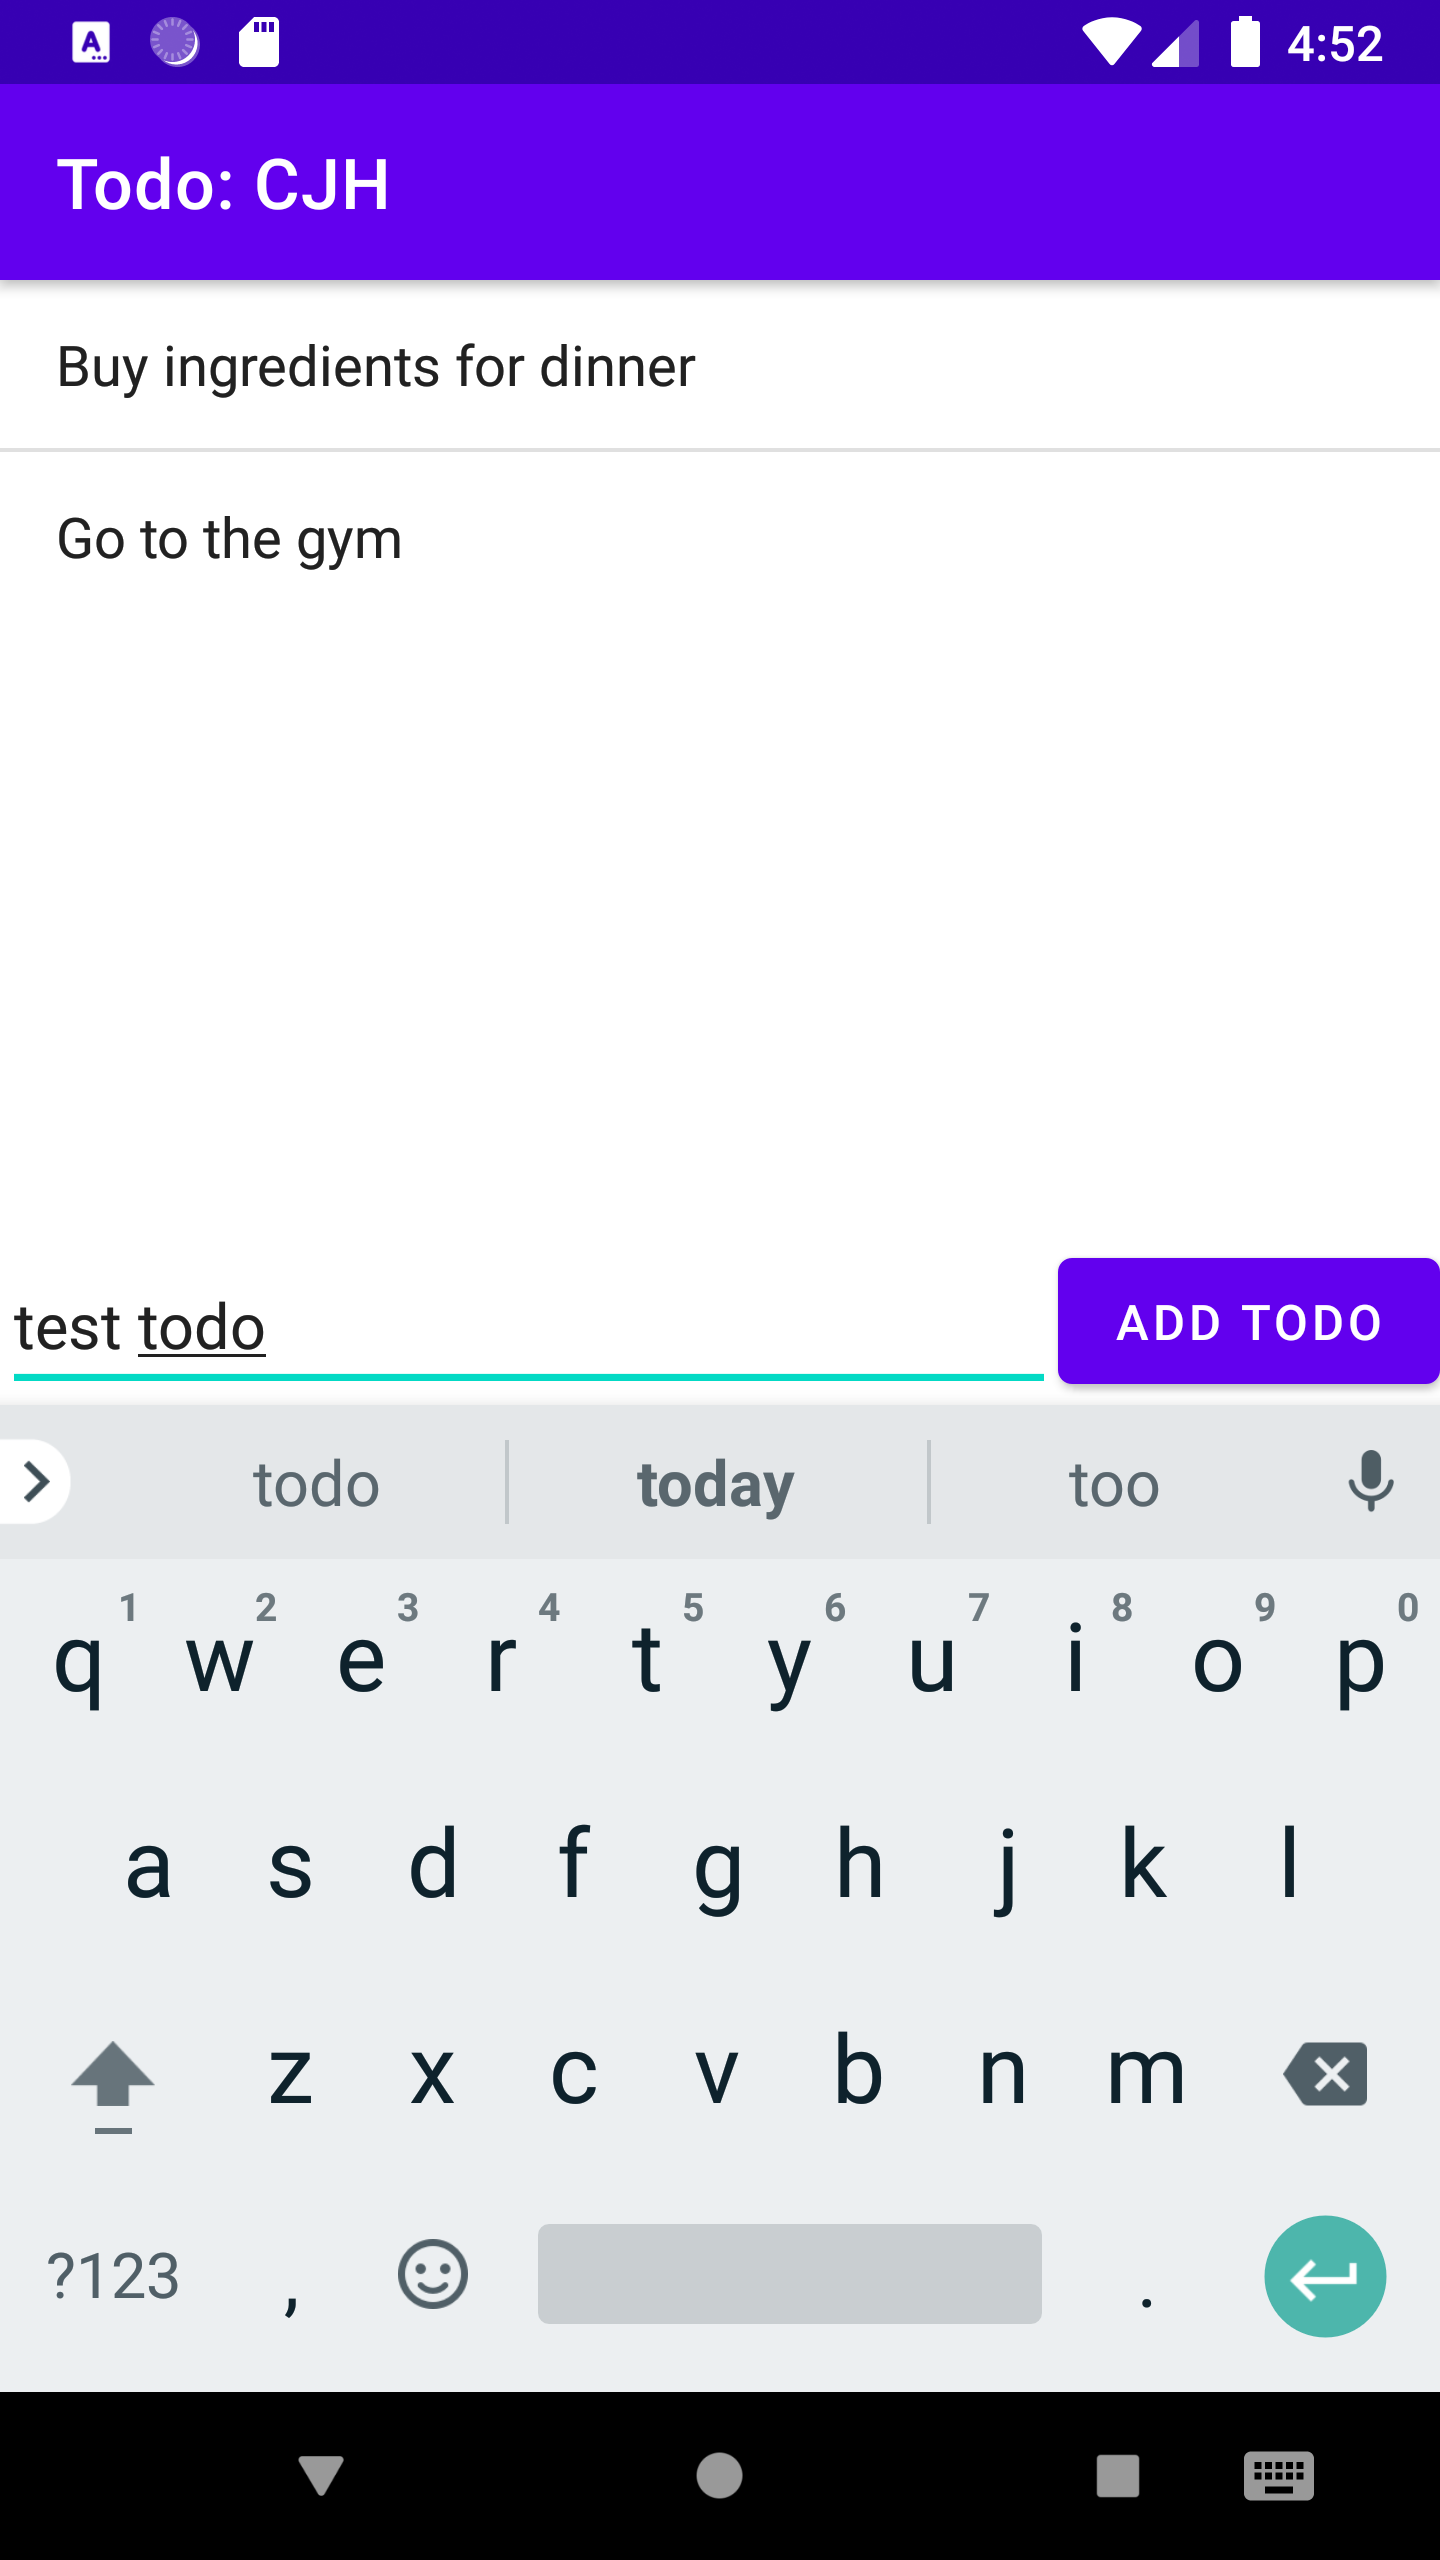 4:52
Todo: CJH
Buy ingredients for dinner
Go to the gym
test todo
ADD TODO
todo today too
1 2 3 4 5 6 7 8 9 0
q w e r t y u i o p
a s d f g h j k l
z x c v b n m
?123 , .